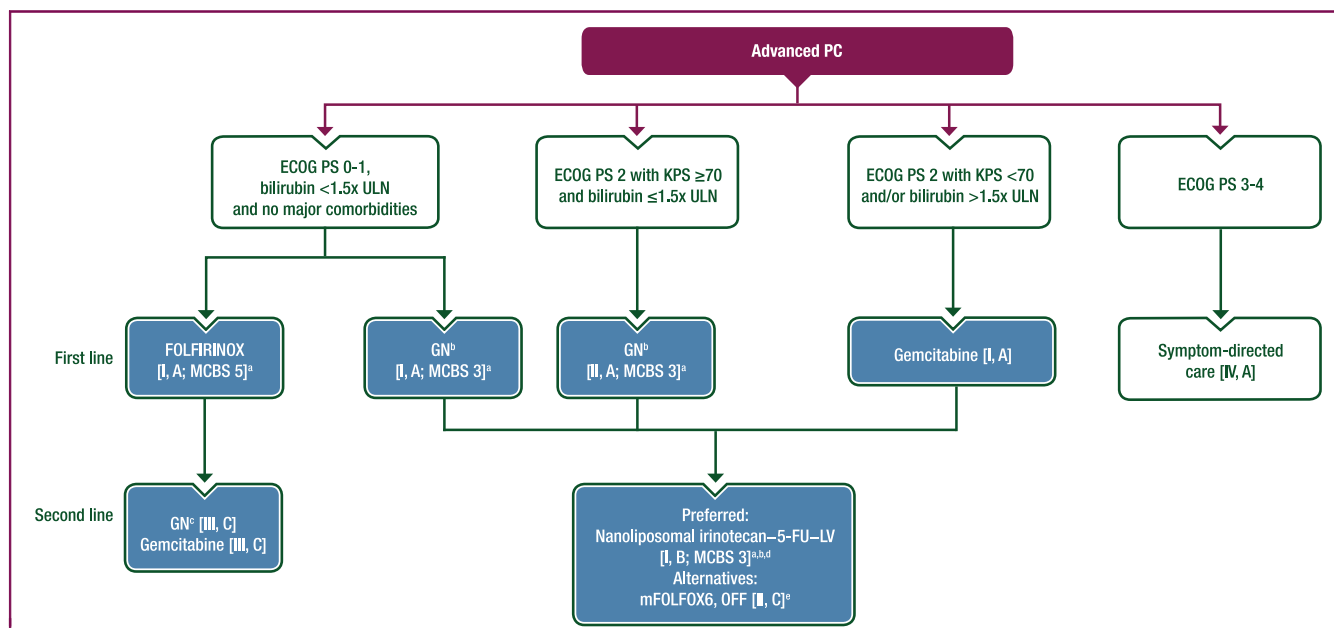 Advanced PC
ECOG PS 0-1,
bilirubin <1.5x ULN
and no major comorbidities
ECOG PS 2 with KPS ≥70
and bilirubin ≤1.5x ULN
ECOG PS 2 with KPS <70
and/or bilirubin >1.5x ULN
ECOG PS 3-4
First line
FOLFIRINOX
[I, A; MCBS 5]ᵃ
GNᵇ
[I, A; MCBS 3]ᵃ
GNᵇ
[II, A; MCBS 3]ᵃ
Gemcitabine [I, A]
Symptom-directed
care [IV, A]
Second line
GNᶜ [III, C]
Gemcitabine [III, C]
Preferred:
Nanoliposomal irinotecan–5-FU–LV
[I, B; MCBS 3]ᵃ,ᵇ,ᵈ
Alternatives:
mFOLFOX6, OFF [II, C]ᵉ